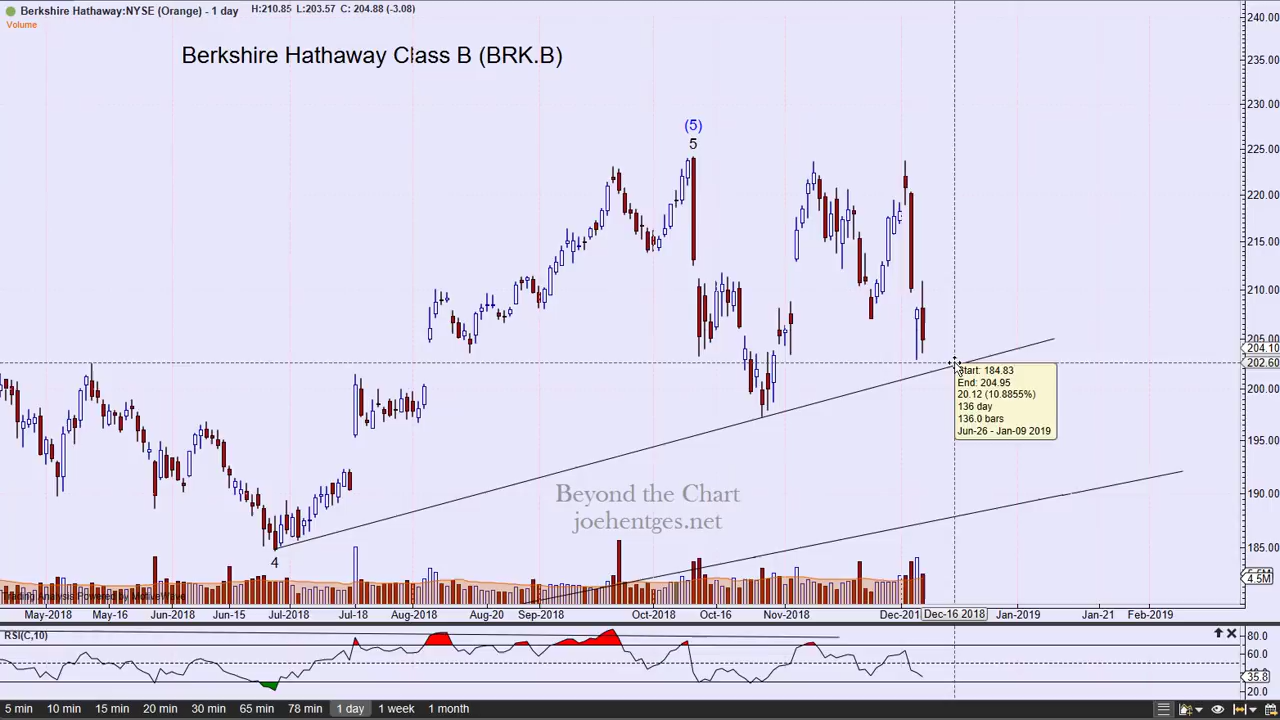 Berkshire Hathaway:NYSE (Orange) - 1 day H:210.85 L:203.57 C: 204.88 (-3.08)
Volume
Berkshire Hathaway Class B (BRK.B)
240.00
235.00
230.00
225.00
220.00
215.00
210.00
205.00
204.10
202.60
200.00
195.00
190.00
185.00
4.5M
(5)
5
4
Start: 184.83
End: 204.95
20.12 (10.8855%)
136 day
136.0 bars
Jun-26 - Jan-09 2019
Beyond the Chart
joehentges.net
Trading Analysis Powered by MotiveWave
May-2018 May-16 Jun-2018 Jun-15 Jul-2018 Jul-18 Aug-2018 Aug-20 Sep-2018 Oct-2018 Oct-16 Nov-2018 Dec-201 Dec-16 2018 Jan-2019 Jan-21 Feb-2019
RSI(C,10)
80.0
60.0
35.8
20.0
5 min 10 min 15 min 20 min 30 min 65 min 78 min 1 day 1 week 1 month